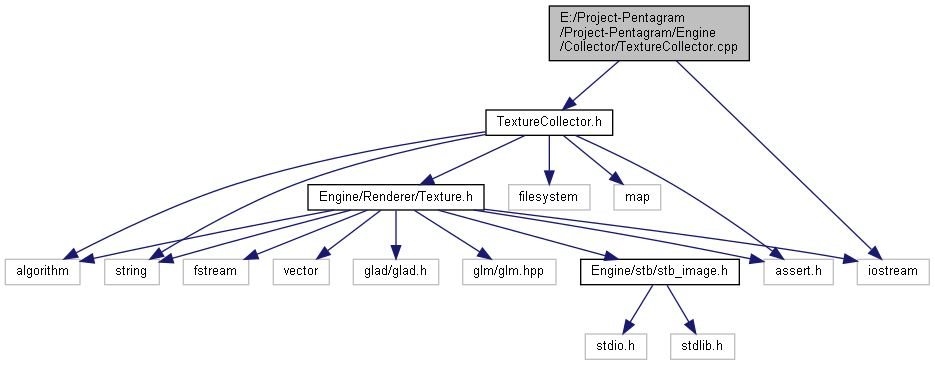 E:/Project-Pentagram
/Project-Pentagram/Engine
/Collector/TextureCollector.cpp
TextureCollector.h
Engine/Renderer/Texture.h
filesystem
map
algorithm
string
fstream
vector
glad/glad.h
glm/glm.hpp
Engine/stb/stb_image.h
assert.h
iostream
stdio.h
stdlib.h